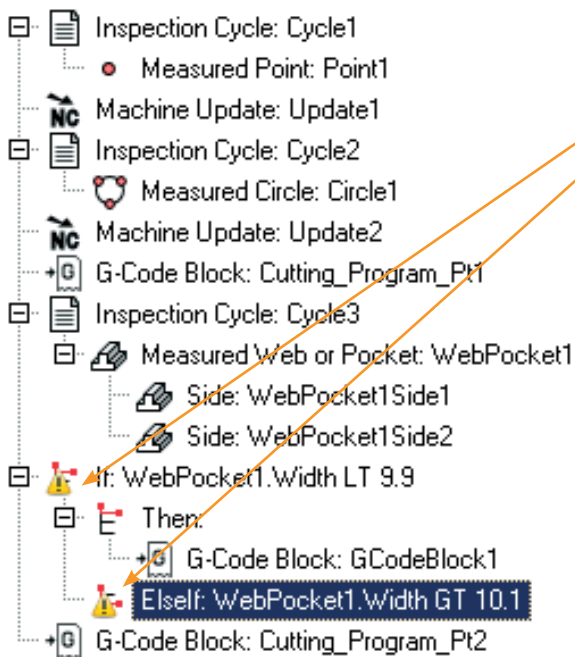 Inspection Cycle: Cycle1
Measured Point: Point1
NC Machine Update: Update1
Inspection Cycle: Cycle2
Measured Circle: Circle1
NC Machine Update: Update2
G G-Code Block: Cutting_Program_Pt1
Inspection Cycle: Cycle3
Measured Web or Pocket: WebPocket1
Side: WebPocket1Side1
Side: WebPocket1Side2
If: WebPocket1.Width LT 9.9
Then:
G G-Code Block: GCodeBlock1
ElseIf: WebPocket1.Width GT 10.1
G G-Code Block: Cutting_Program_Pt2